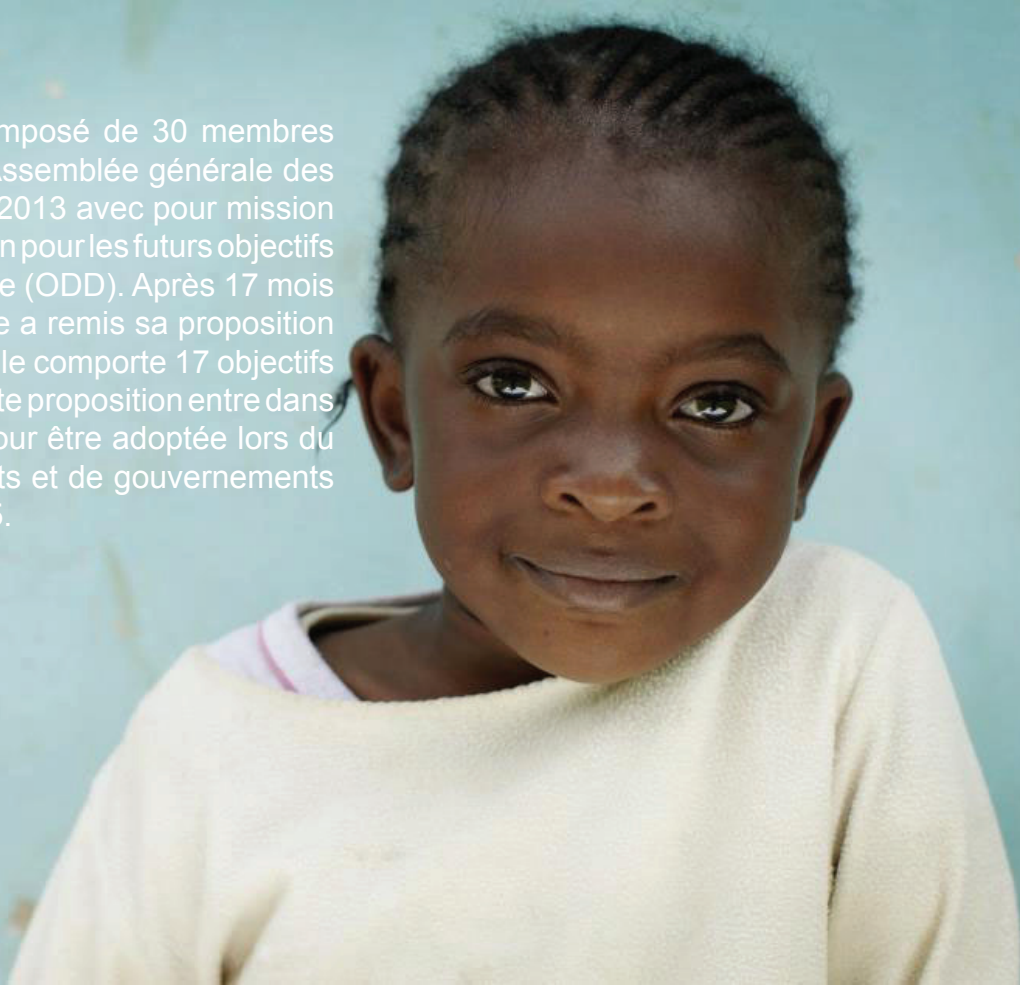 mposé de 30 membres
ssemblée générale des
2013 avec pour mission
n pour les futurs objectifs
e (ODD). Après 17 mois
e a remis sa proposition
le comporte 17 objectifs
te proposition entre dans
our être adoptée lors du
ts et de gouvernements